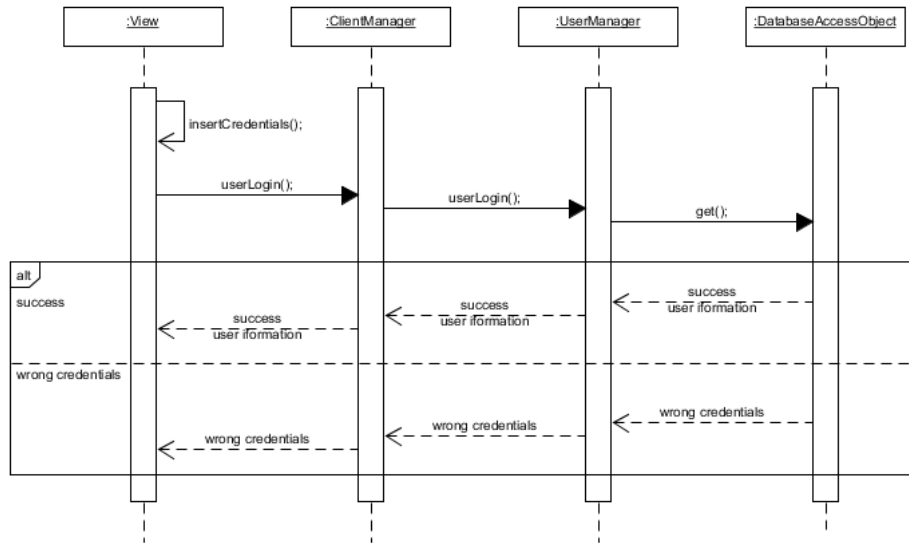 :View
:ClientManager
:UserManager
:DatabaseAccessObject
insertCredentials();
userLogin();
userLogin();
get();
alt
success
success
user iformation
success
user iformation
success
user iformation
wrong credentials
wrong credentials
wrong credentials
wrong credentials